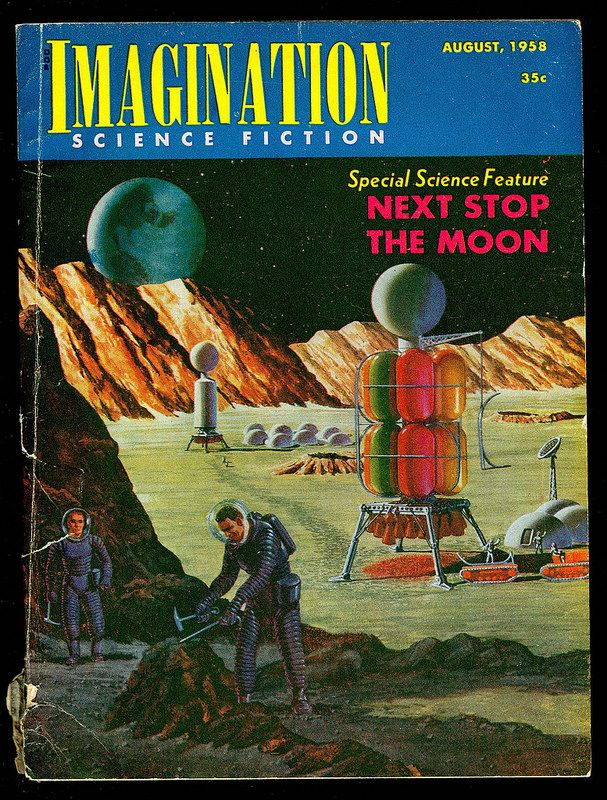 IMAGINATION
SCIENCE FICTION
AUGUST, 1958
35c
Special Science Feature
NEXT STOP
THE MOON